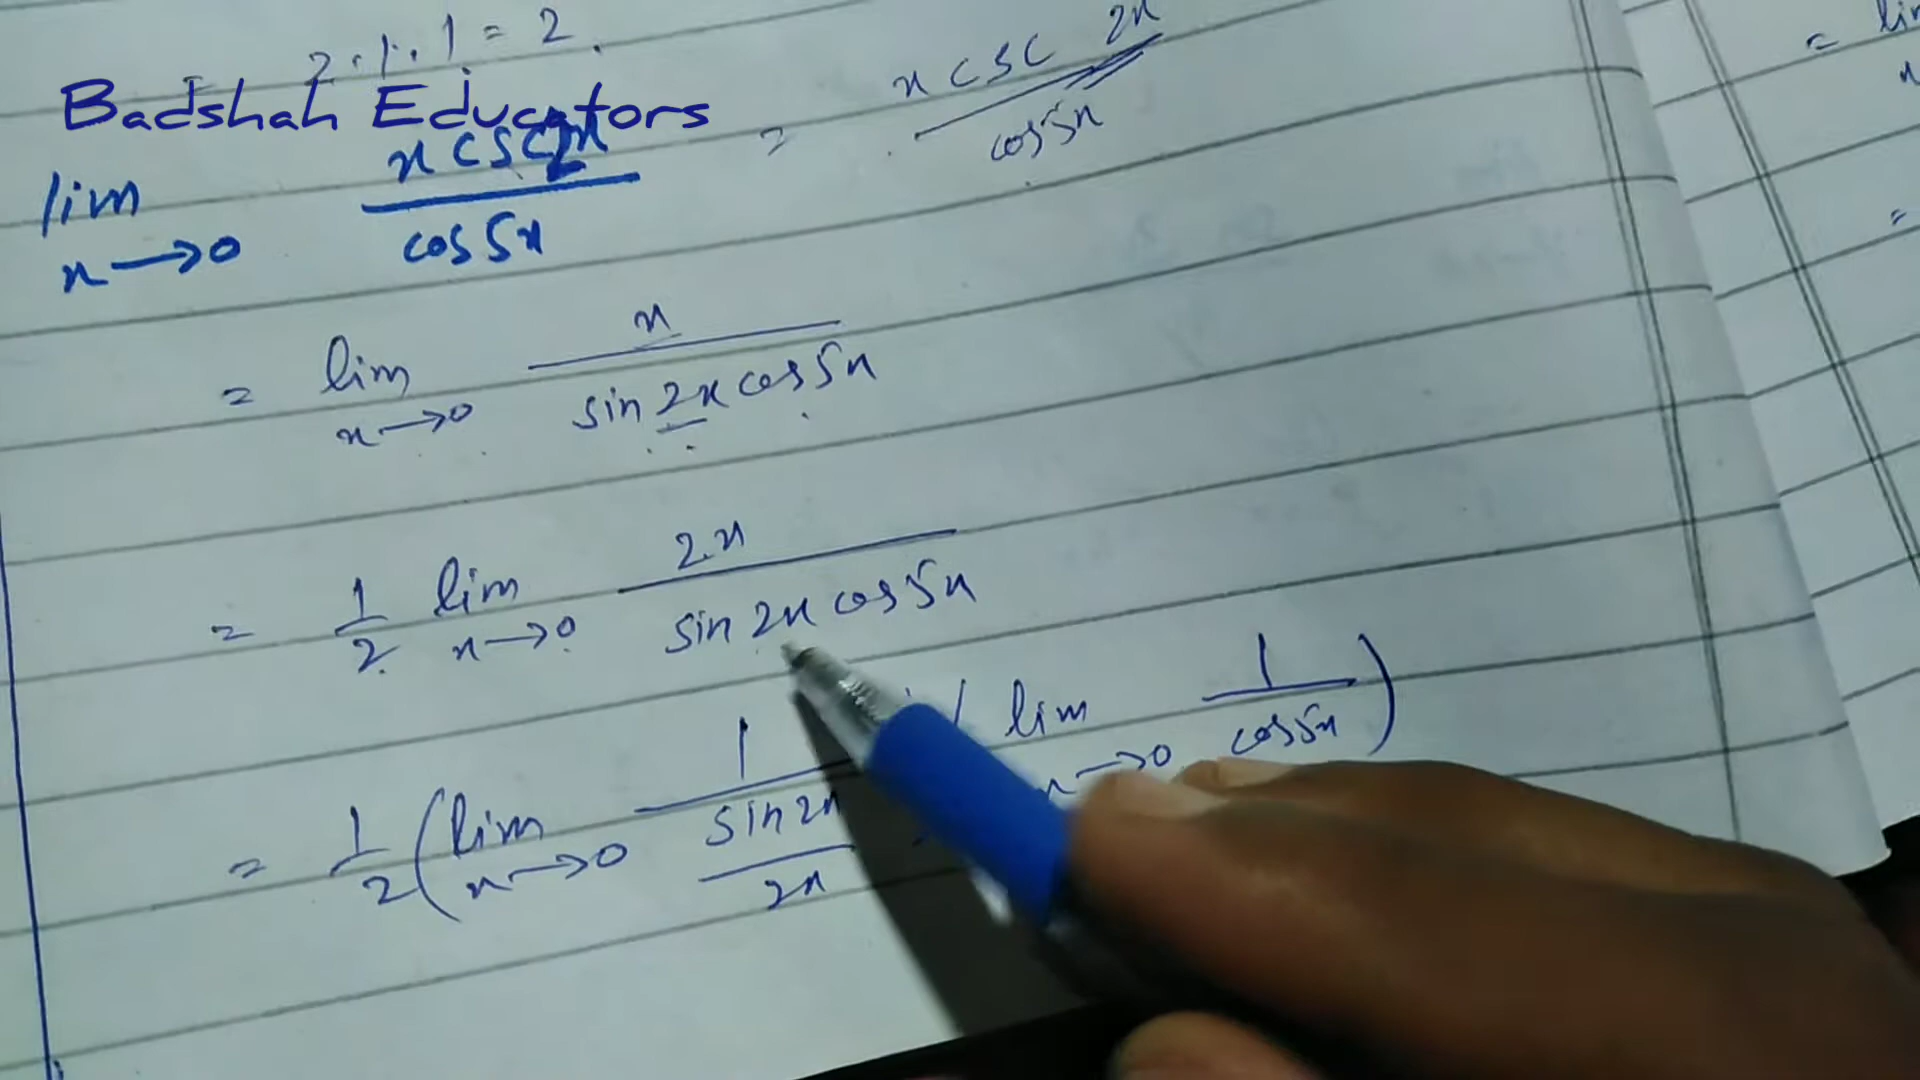 2 . 1 . 1 = 2 .
Badshah Educators
lim x→0 x csc 2x / cos 5x = x csc 2x / cos 5x
= lim x→0 x / sin 2x cos 5x
= 1/2 lim x→0 2x / sin 2x cos 5x
= 1/2 ( lim x→0 1 / sin 2x / 2x lim x→0 1 / cos 5x )
= lim
x
=